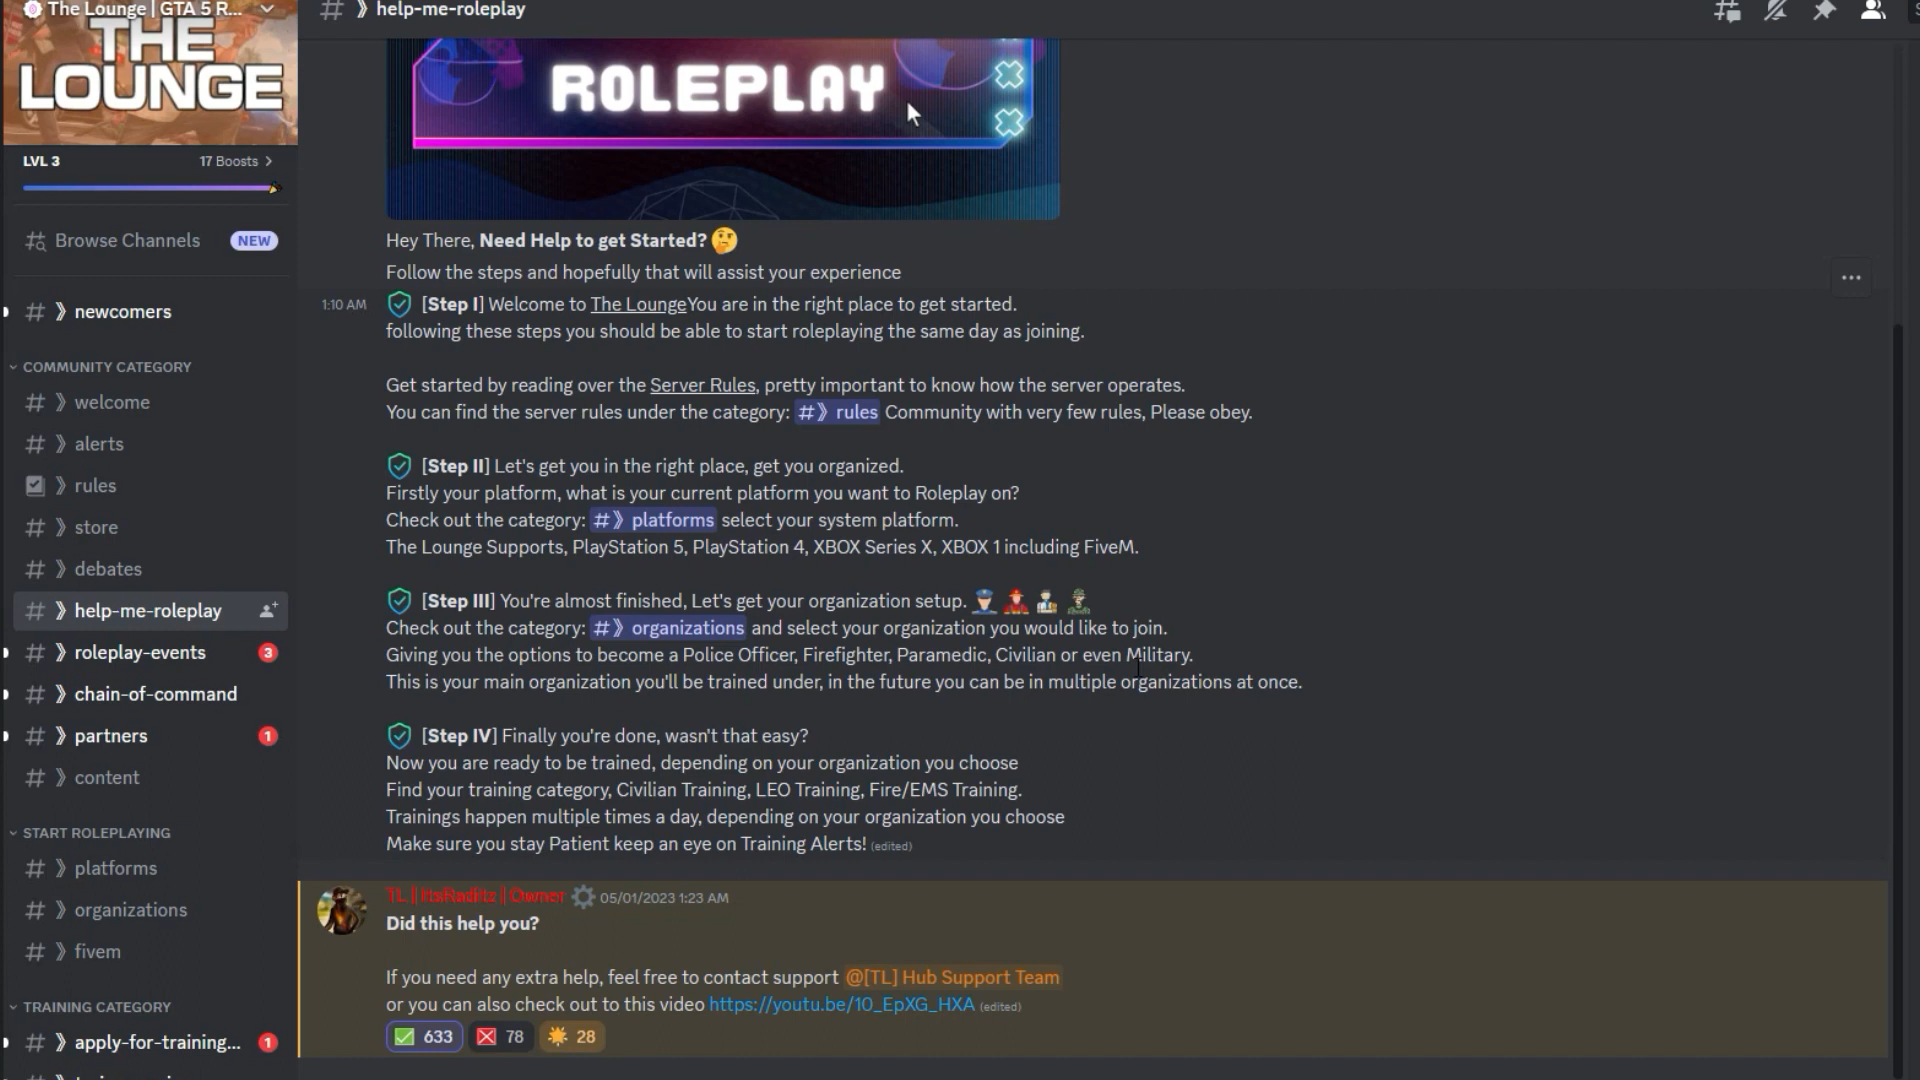 The Lounge | GTA 5 R...
THE
LOUNGE
LVL 3
17 Boosts
Browse Channels
NEW
newcomers
COMMUNITY CATEGORY
welcome
alerts
rules
store
debates
help-me-roleplay
roleplay-events
3
chain-of-command
partners
1
content
START ROLEPLAYING
platforms
organizations
fivem
TRAINING CATEGORY
apply-for-training...
1
# 》 help-me-roleplay
ROLEPLAY
Hey There, Need Help to get Started? 🤔
Follow the steps and hopefully that will assist your experience
1:10 AM
[Step I] Welcome to The LoungeYou are in the right place to get started.
following these steps you should be able to start roleplaying the same day as joining.
Get started by reading over the Server Rules, pretty important to know how the server operates.
You can find the server rules under the category: #》 rules Community with very few rules, Please obey.
[Step II] Let's get you in the right place, get you organized.
Firstly your platform, what is your current platform you want to Roleplay on?
Check out the category: #》 platforms select your system platform.
The Lounge Supports, PlayStation 5, PlayStation 4, XBOX Series X, XBOX 1 including FiveM.
[Step III] You're almost finished, Let's get your organization setup.
Check out the category: #》 organizations and select your organization you would like to join.
Giving you the options to become a Police Officer, Firefighter, Paramedic, Civilian or even Military.
This is your main organization you'll be trained under, in the future you can be in multiple organizations at once.
[Step IV] Finally you're done, wasn't that easy?
Now you are ready to be trained, depending on your organization you choose
Find your training category, Civilian Training, LEO Training, Fire/EMS Training.
Trainings happen multiple times a day, depending on your organization you choose
Make sure you stay Patient keep an eye on Training Alerts! (edited)
TL || ItsRaditz || Owner 05/01/2023 1:23 AM
Did this help you?
If you need any extra help, feel free to contact support @[TL] Hub Support Team
or you can also check out to this video https://youtu.be/10_EpXG_HXA (edited)
633
78
28